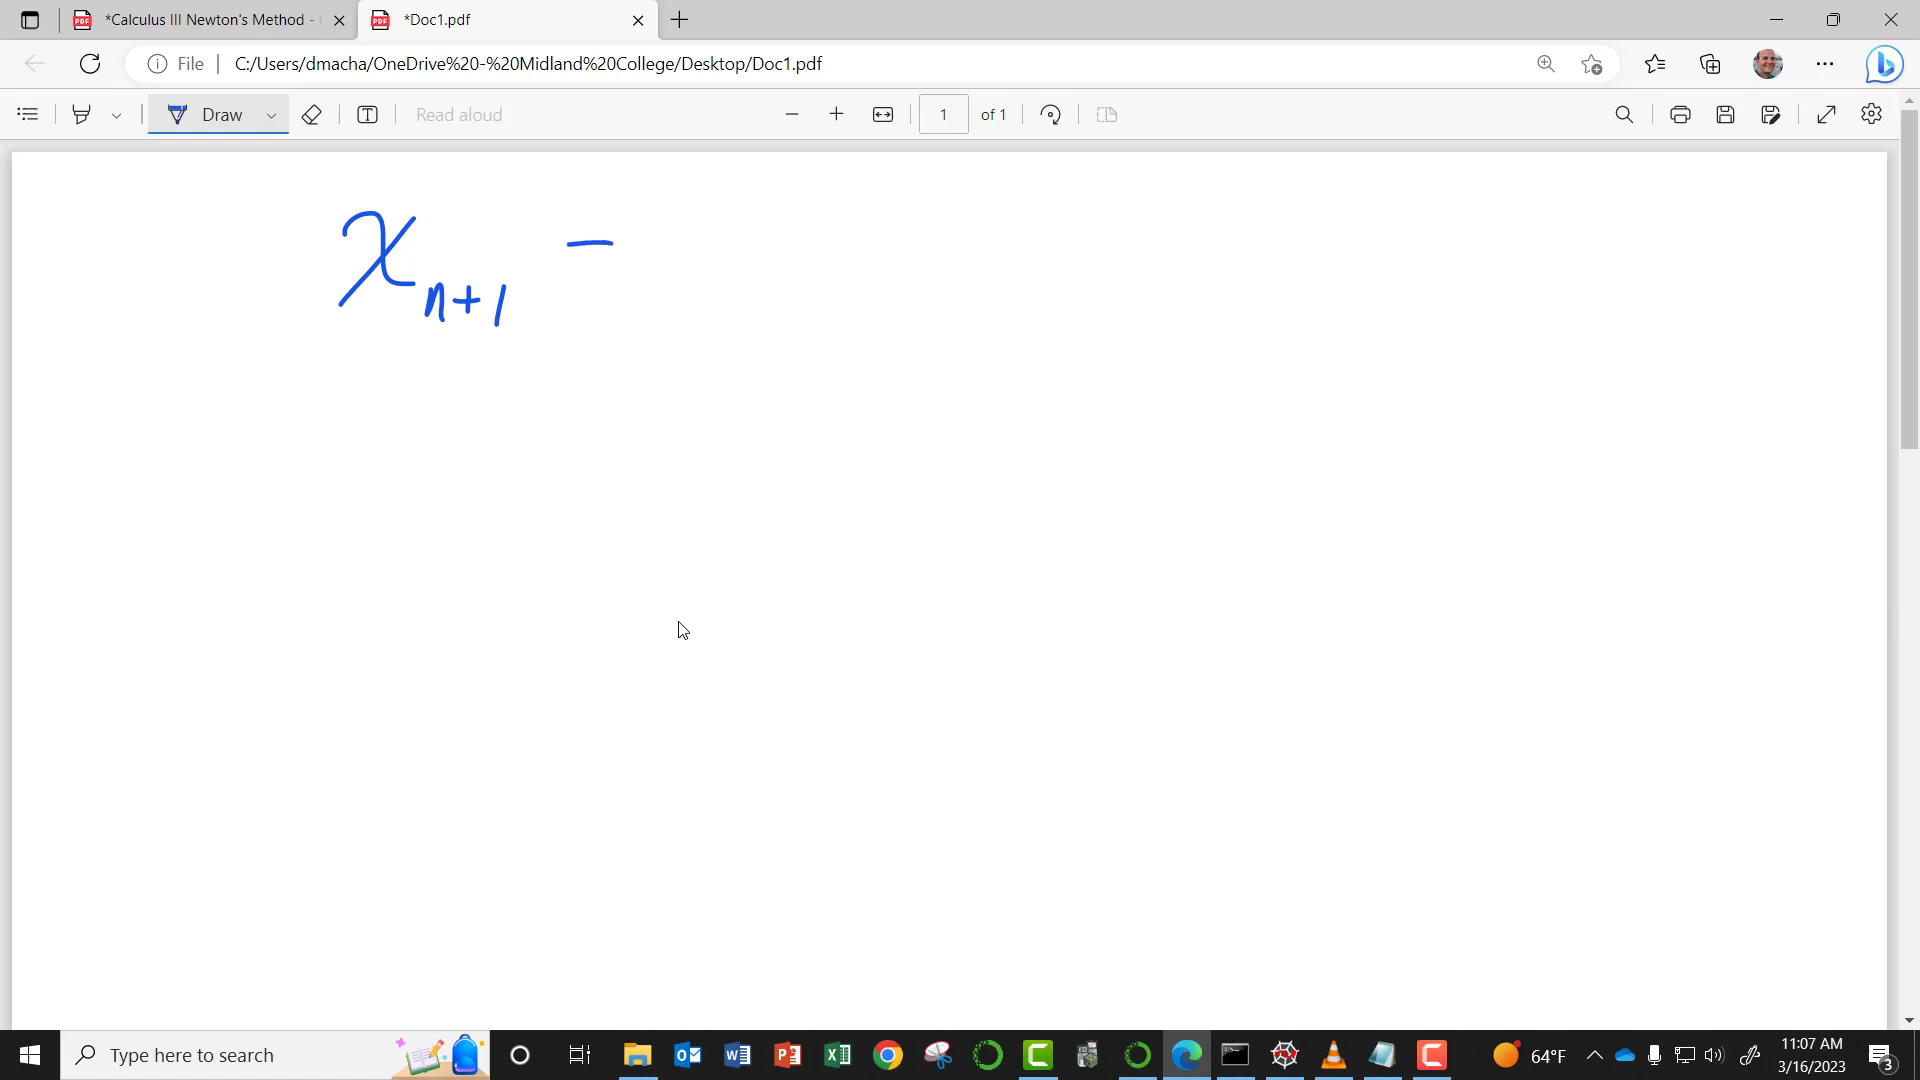 *Calculus III Newton's Method -
*Doc1.pdf
File
C:/Users/dmacha/OneDrive%20-%20Midland%20College/Desktop/Doc1.pdf
Draw
Read aloud
1 of 1
x_{n+1} –
Type here to search
64°F
11:07 AM
3/16/2023
3